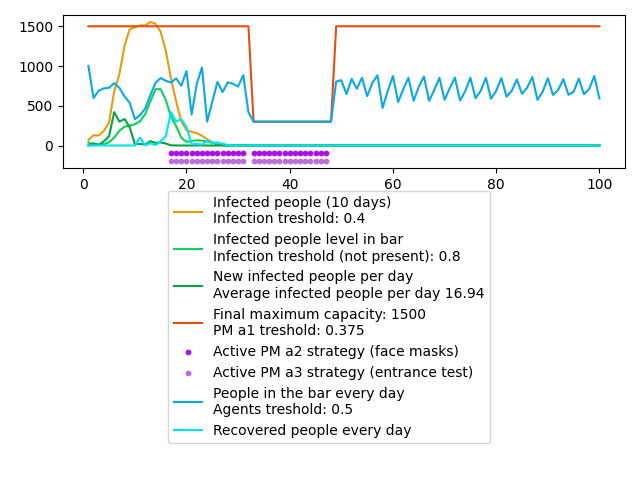 1500
1000
500
0
0
20
40
60
80
100
Infected people (10 days)
Infection treshold: 0.4
Infected people level in bar
Infection treshold (not present): 0.8
New infected people per day
Average infected people per day 16.94
Final maximum capacity: 1500
PM a1 treshold: 0.375
Active PM a2 strategy (face masks)
Active PM a3 strategy (entrance test)
People in the bar every day
Agents treshold: 0.5
Recovered people every day